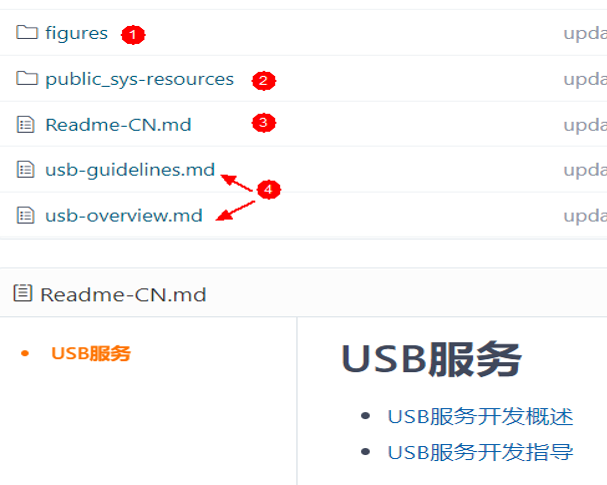 figures 1 upda
public_sys-resources 2 upda
Readme-CN.md 3 upda
usb-guidelines.md upda
4
usb-overview.md upda
Readme-CN.md
• USB服务
USB服务
• USB服务开发概述
• USB服务开发指导